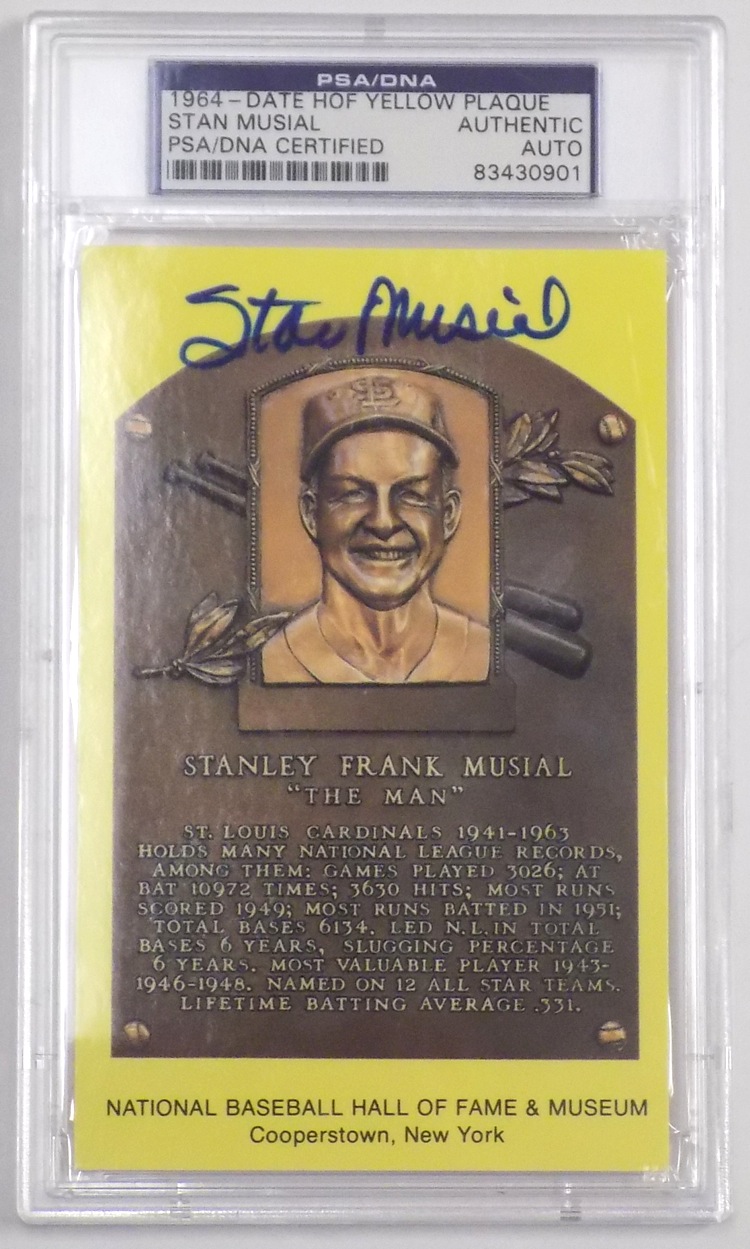 PSA/DNA
1964 - DATE HOF YELLOW PLAQUE
STAN MUSIAL AUTHENTIC
PSA/DNA CERTIFIED AUTO
83430901
Stan Musial
STL
STANLEY FRANK MUSIAL
"THE MAN"
ST. LOUIS CARDINALS 1941-1963
HOLDS MANY NATIONAL LEAGUE RECORDS,
AMONG THEM: GAMES PLAYED 3026; AT
BAT 10972 TIMES; 3630 HITS; MOST RUNS
SCORED 1949; MOST RUNS BATTED IN 1951;
TOTAL BASES 6134. LED N.L. IN TOTAL
BASES 6 YEARS, SLUGGING PERCENTAGE
6 YEARS. MOST VALUABLE PLAYER 1943-
1946-1948. NAMED ON 12 ALL STAR TEAMS.
LIFETIME BATTING AVERAGE .331.
NATIONAL BASEBALL HALL OF FAME & MUSEUM
Cooperstown, New York